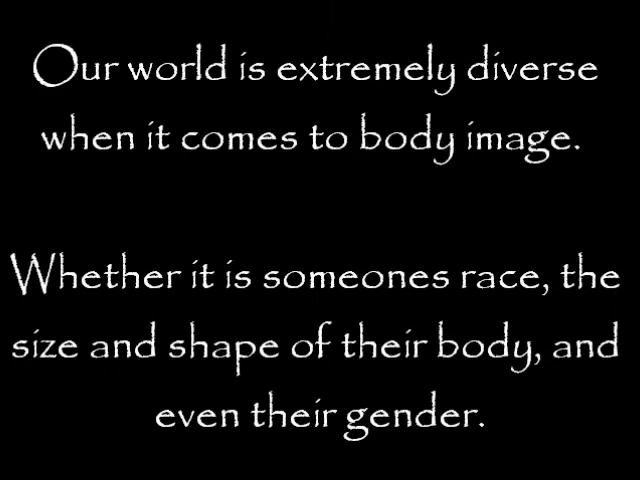 Our world is extremely diverse
when it comes to body image.
Whether it is someones race, the
size and shape of their body, and
even their gender.